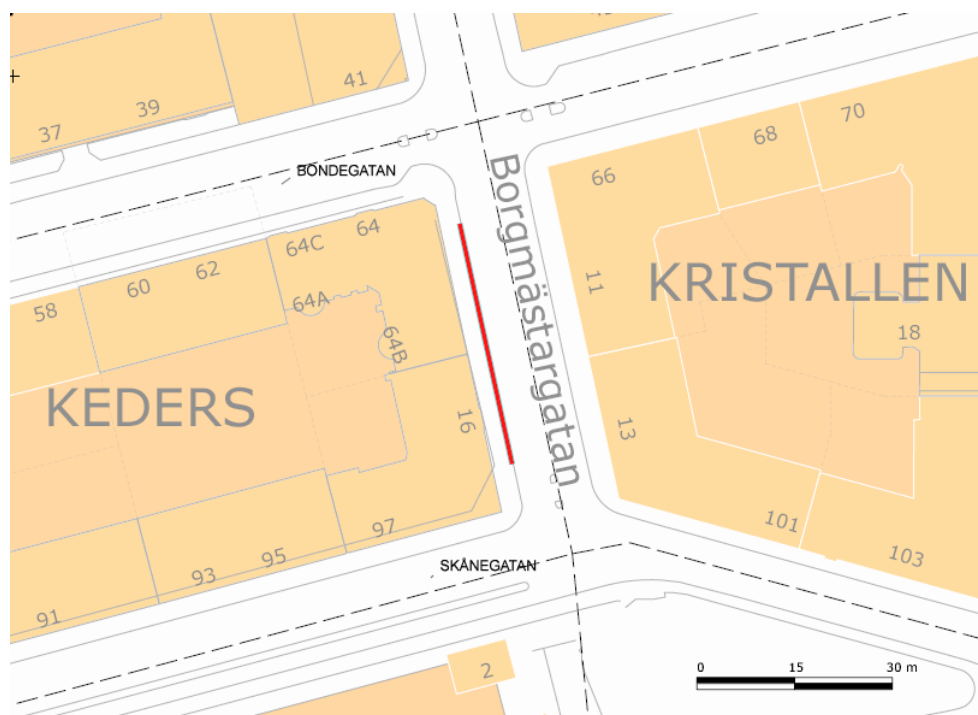 41
39
37
70
68
66
BONDEGATAN
Borgmästargatan
64
64C
62
60
58
64A
64B
11
KRISTALLEN
18
KEDERS
16
13
97
95
93
91
101
103
SKÅNEGATAN
2
0 15 30 m